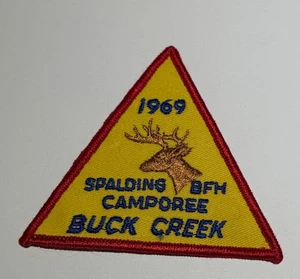 1969
SPALDING BFH
CAMPOREE
BUCK CREEK